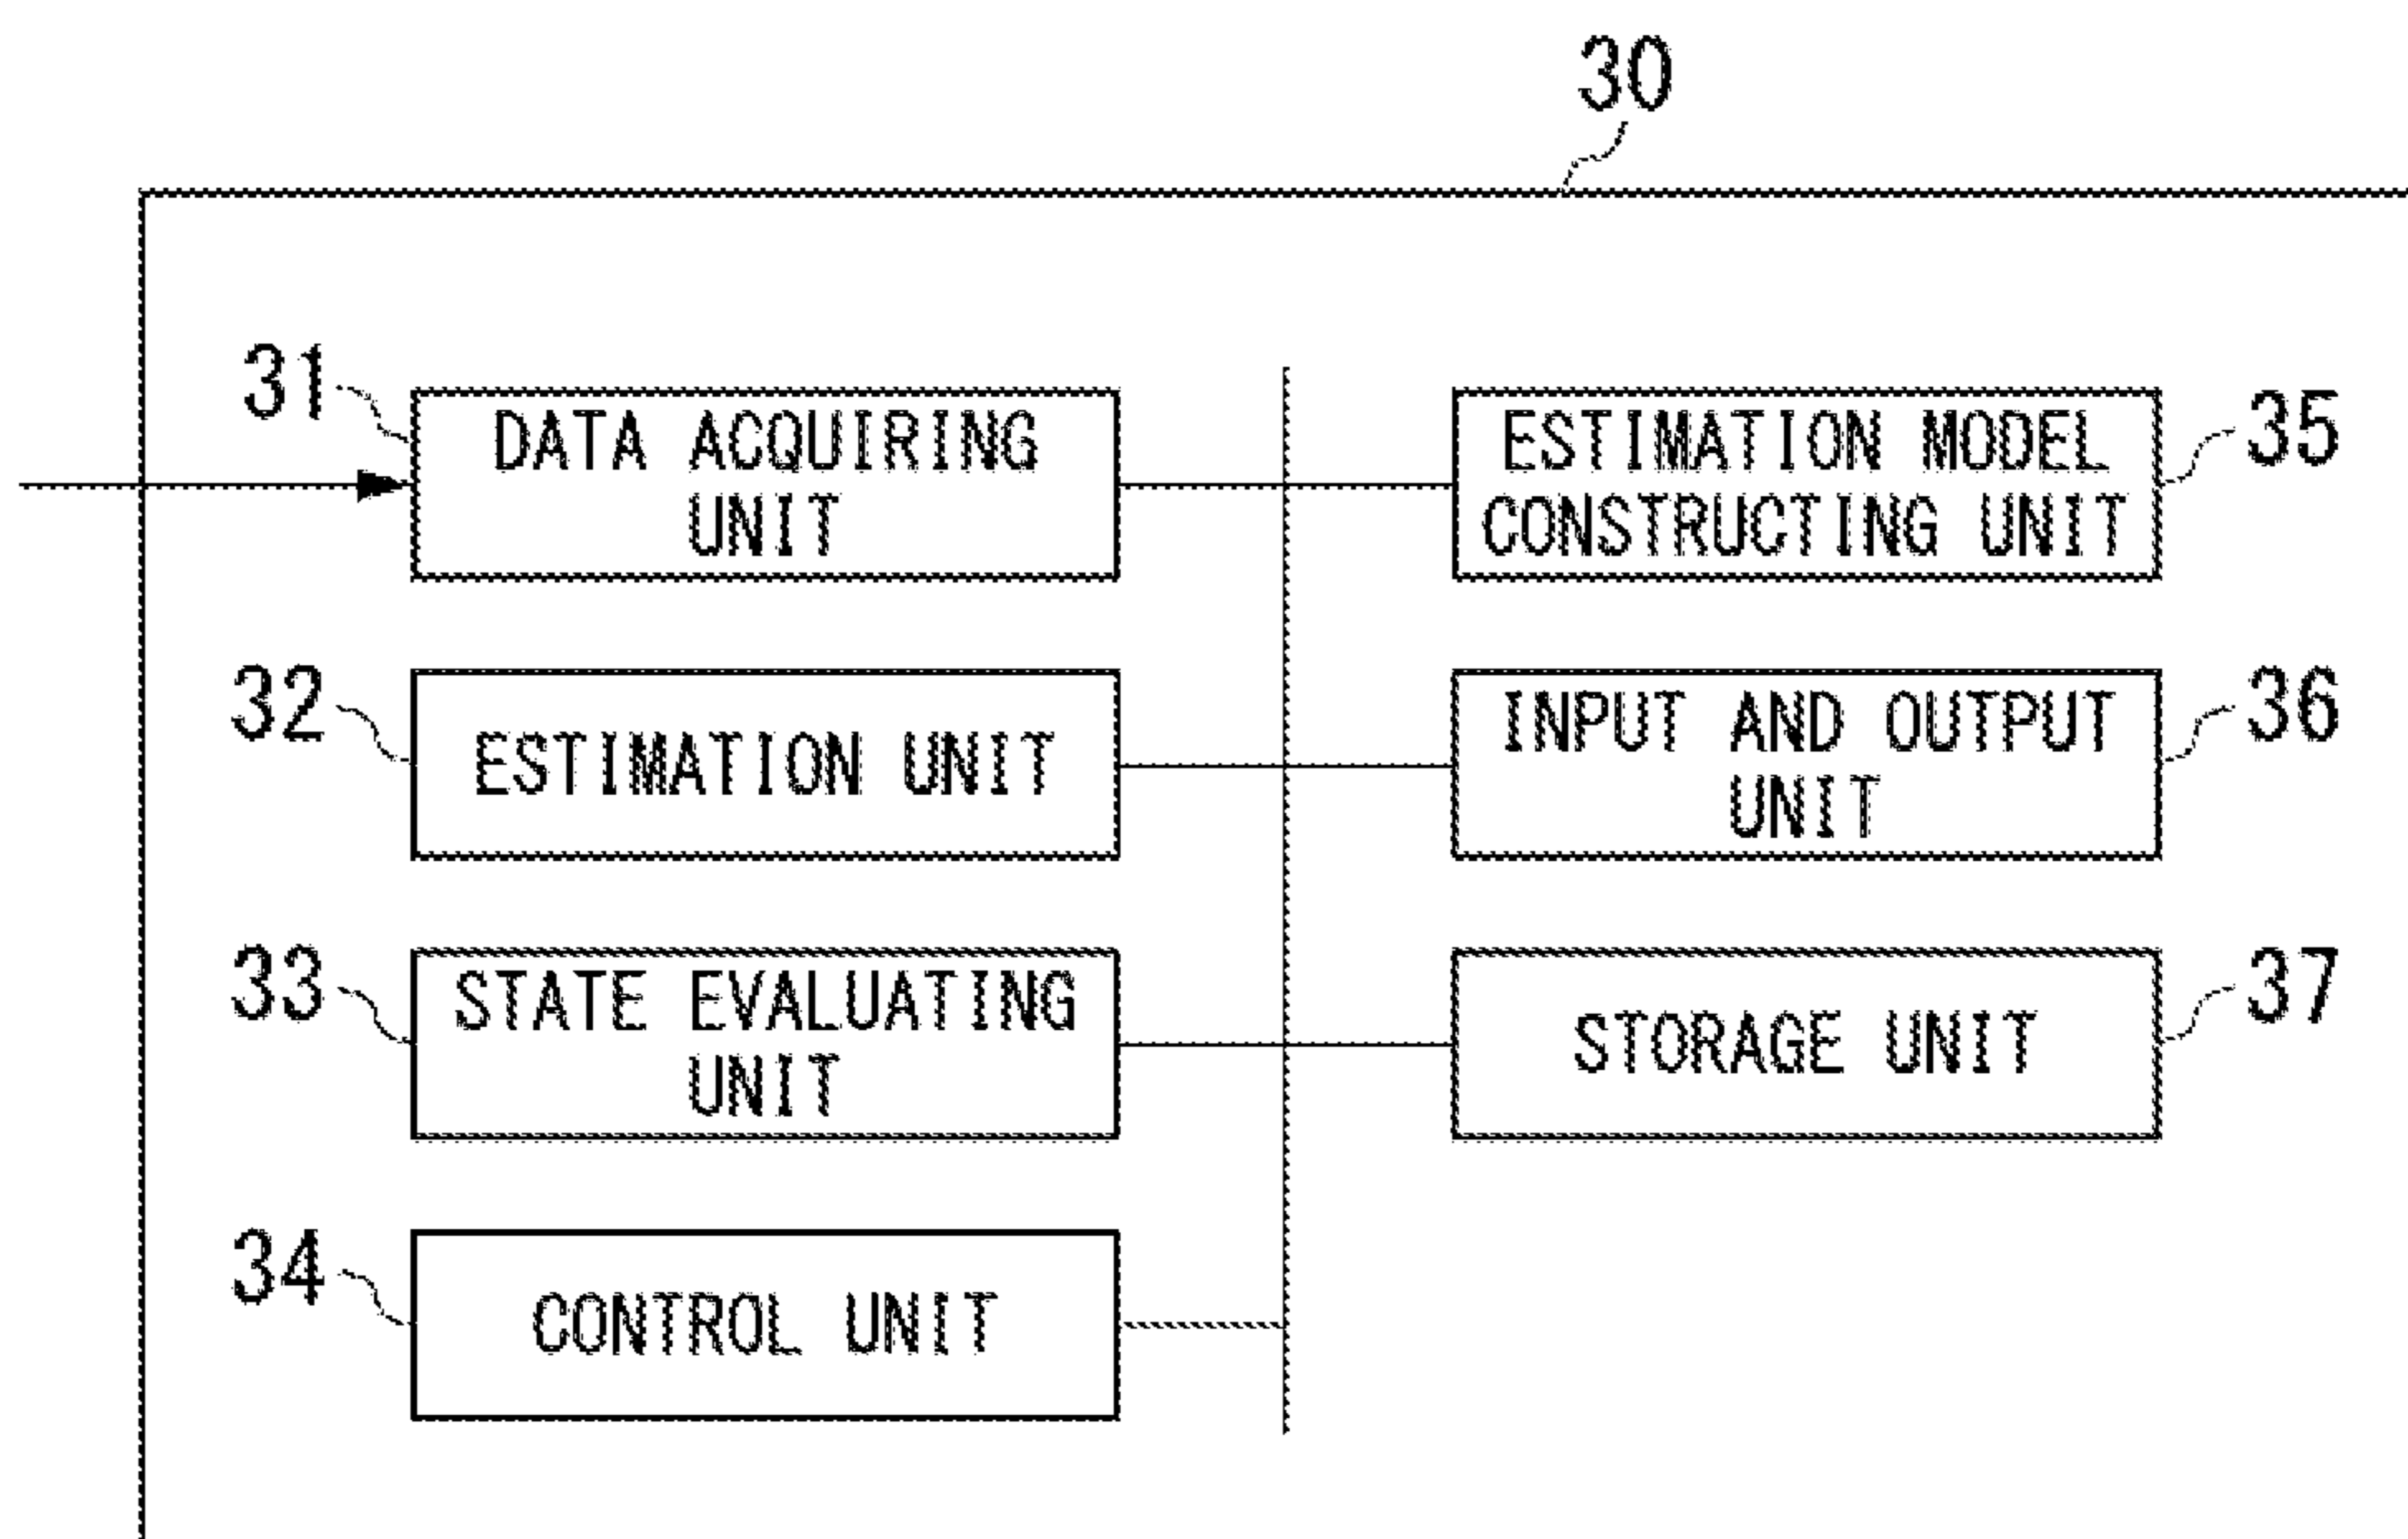 30
31
DATA ACQUIRING
UNIT
32
ESTIMATION UNIT
33
STATE EVALUATING
UNIT
34
CONTROL UNIT
ESTIMATION MODEL
CONSTRUCTING UNIT
35
INPUT AND OUTPUT
UNIT
36
STORAGE UNIT
37